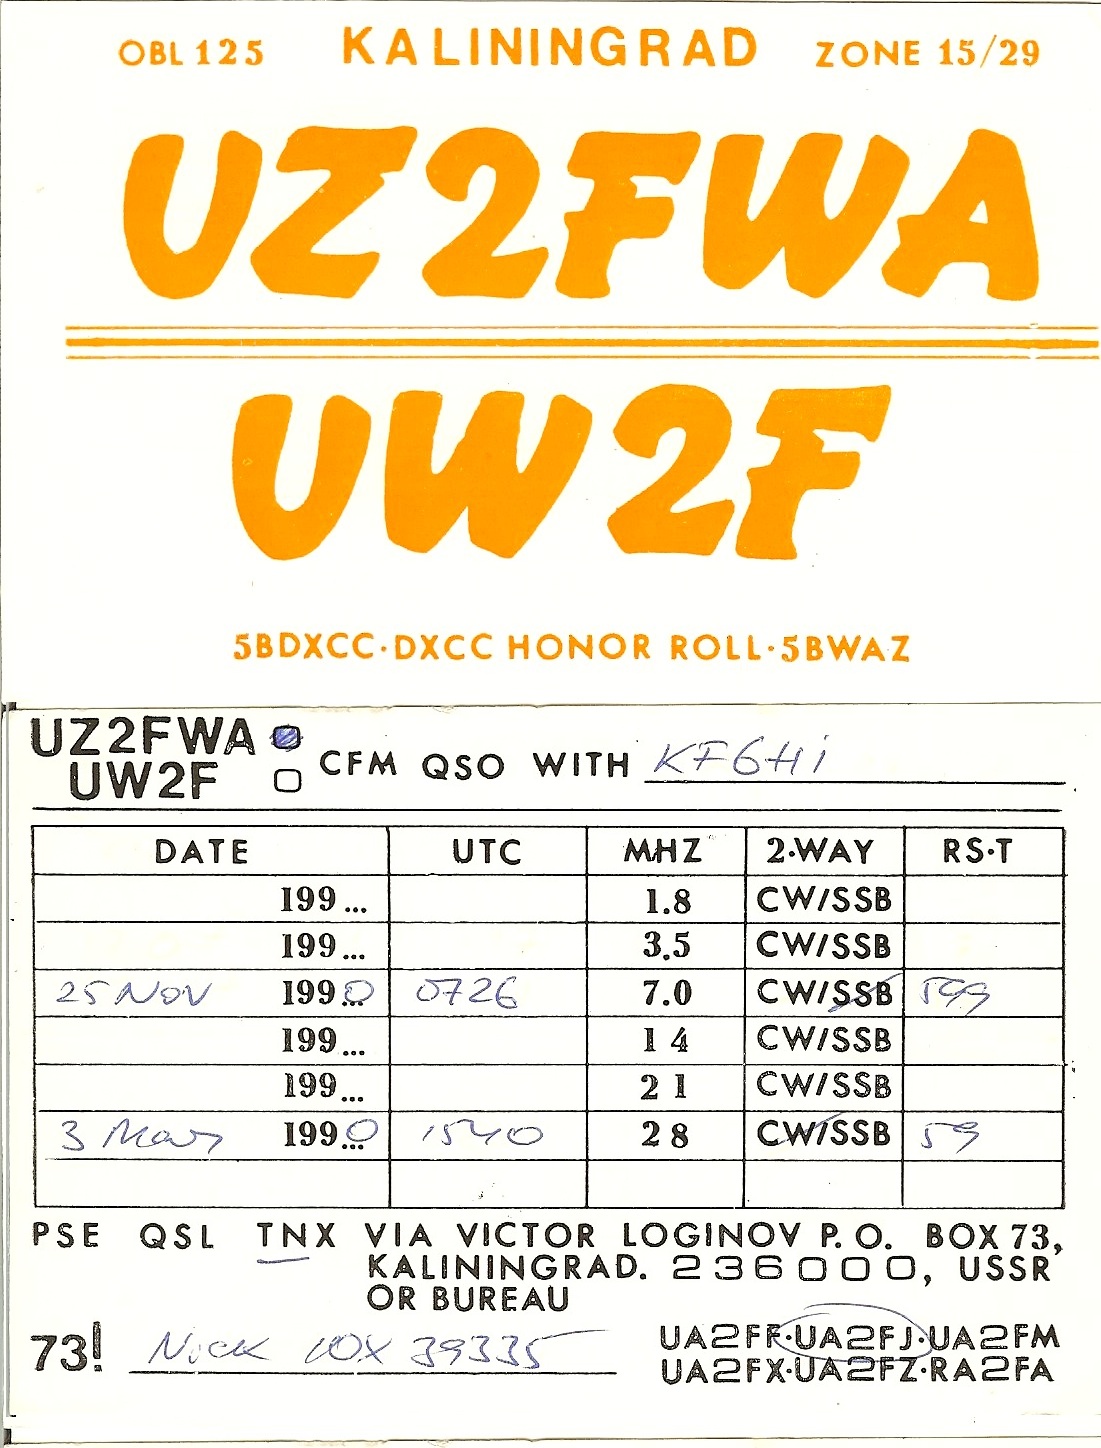 OBL 125 KALININGRAD ZONE 15/29
UZ2FWA
UW2F
5BDXCC·DXCC HONOR ROLL·5BWAZ
UZ2FWA
UW2F
CFM QSO WITH KF6HI
DATE UTC MHZ 2·WAY RS·T
199... 1.8 CW/SSB
199... 3.5 CW/SSB
25 NOV 1990 0726 7.0 CW/SSB 599
199... 14 CW/SSB
199... 21 CW/SSB
3 1990 1540 28 CW/SSB 59
PSE QSL TNX VIA VICTOR LOGINOV P.O. BOX 73,
KALININGRAD. 236000, USSR
OR BUREAU
73! Nick 39335
UA2FF·UA2FJ·UA2FM
UA2FX·UA2FZ·RA2FA